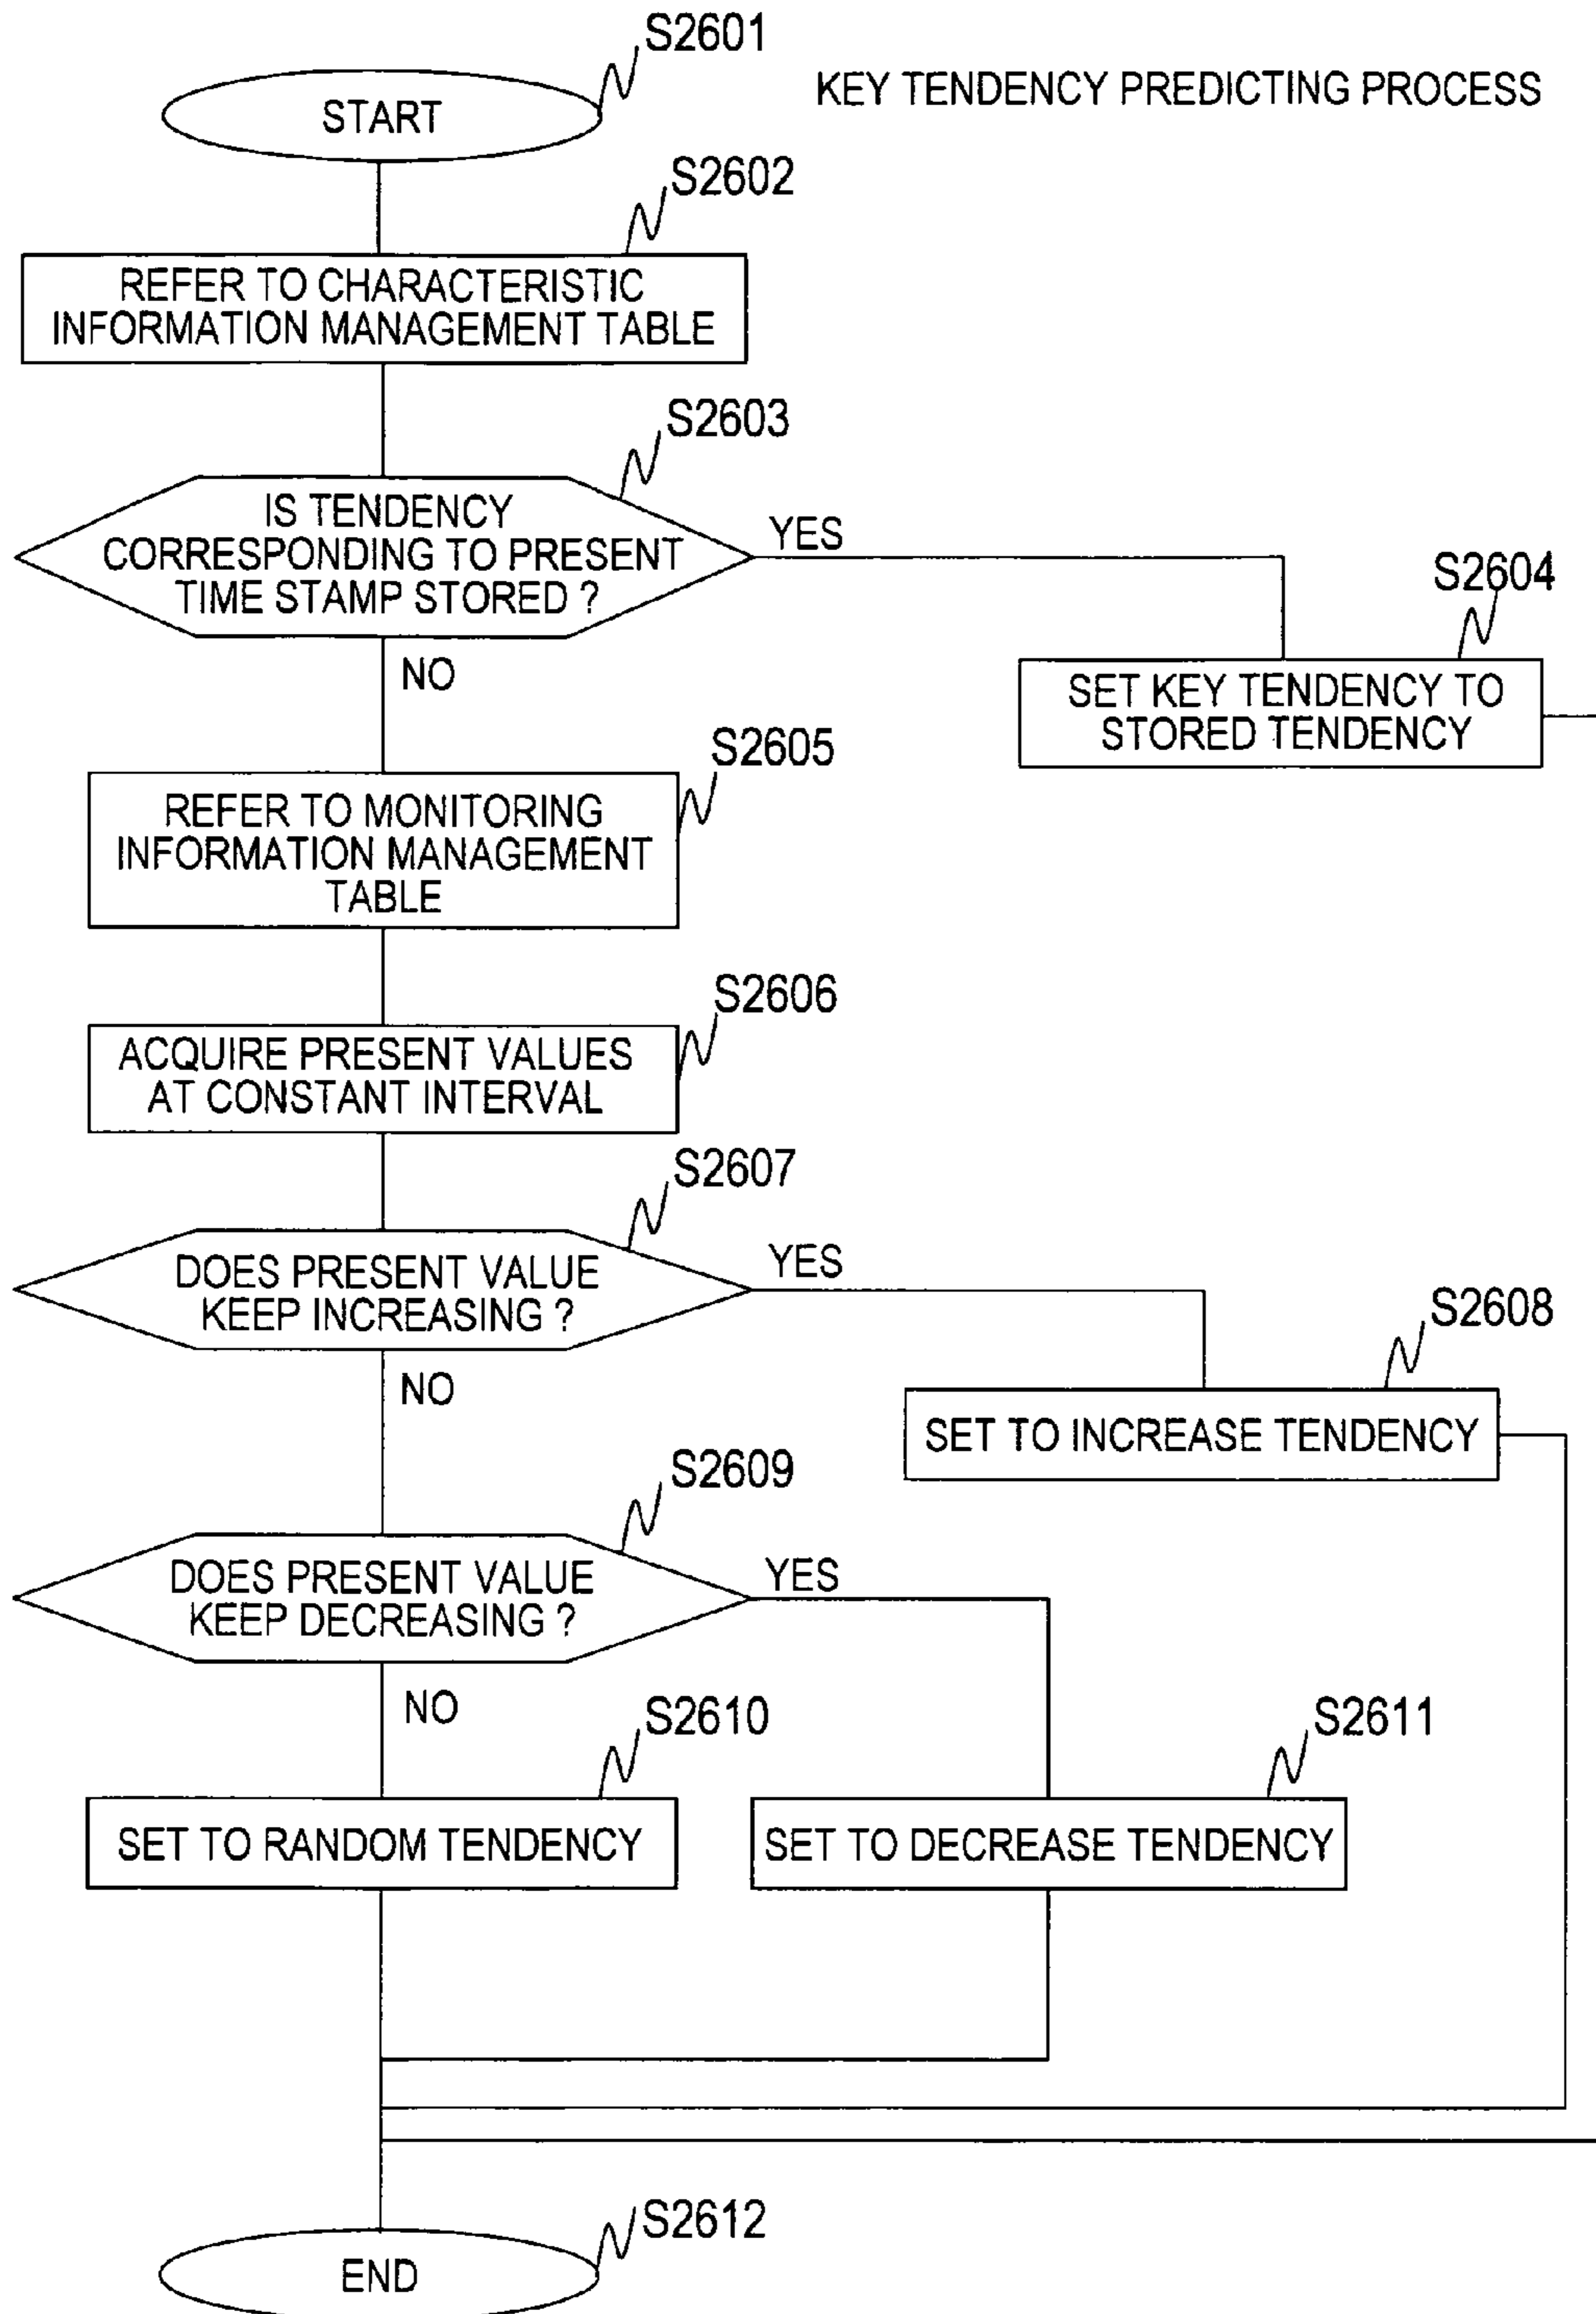 S2601
KEY TENDENCY PREDICTING PROCESS
START
S2602
REFER TO CHARACTERISTIC
INFORMATION MANAGEMENT TABLE
S2603
IS TENDENCY
CORRESPONDING TO PRESENT
TIME STAMP STORED ?
YES
NO
S2604
SET KEY TENDENCY TO
STORED TENDENCY
S2605
REFER TO MONITORING
INFORMATION MANAGEMENT
TABLE
S2606
ACQUIRE PRESENT VALUES
AT CONSTANT INTERVAL
S2607
DOES PRESENT VALUE
KEEP INCREASING ?
YES
NO
S2608
SET TO INCREASE TENDENCY
S2609
DOES PRESENT VALUE
KEEP DECREASING ?
YES
NO
S2610
SET TO RANDOM TENDENCY
S2611
SET TO DECREASE TENDENCY
S2612
END